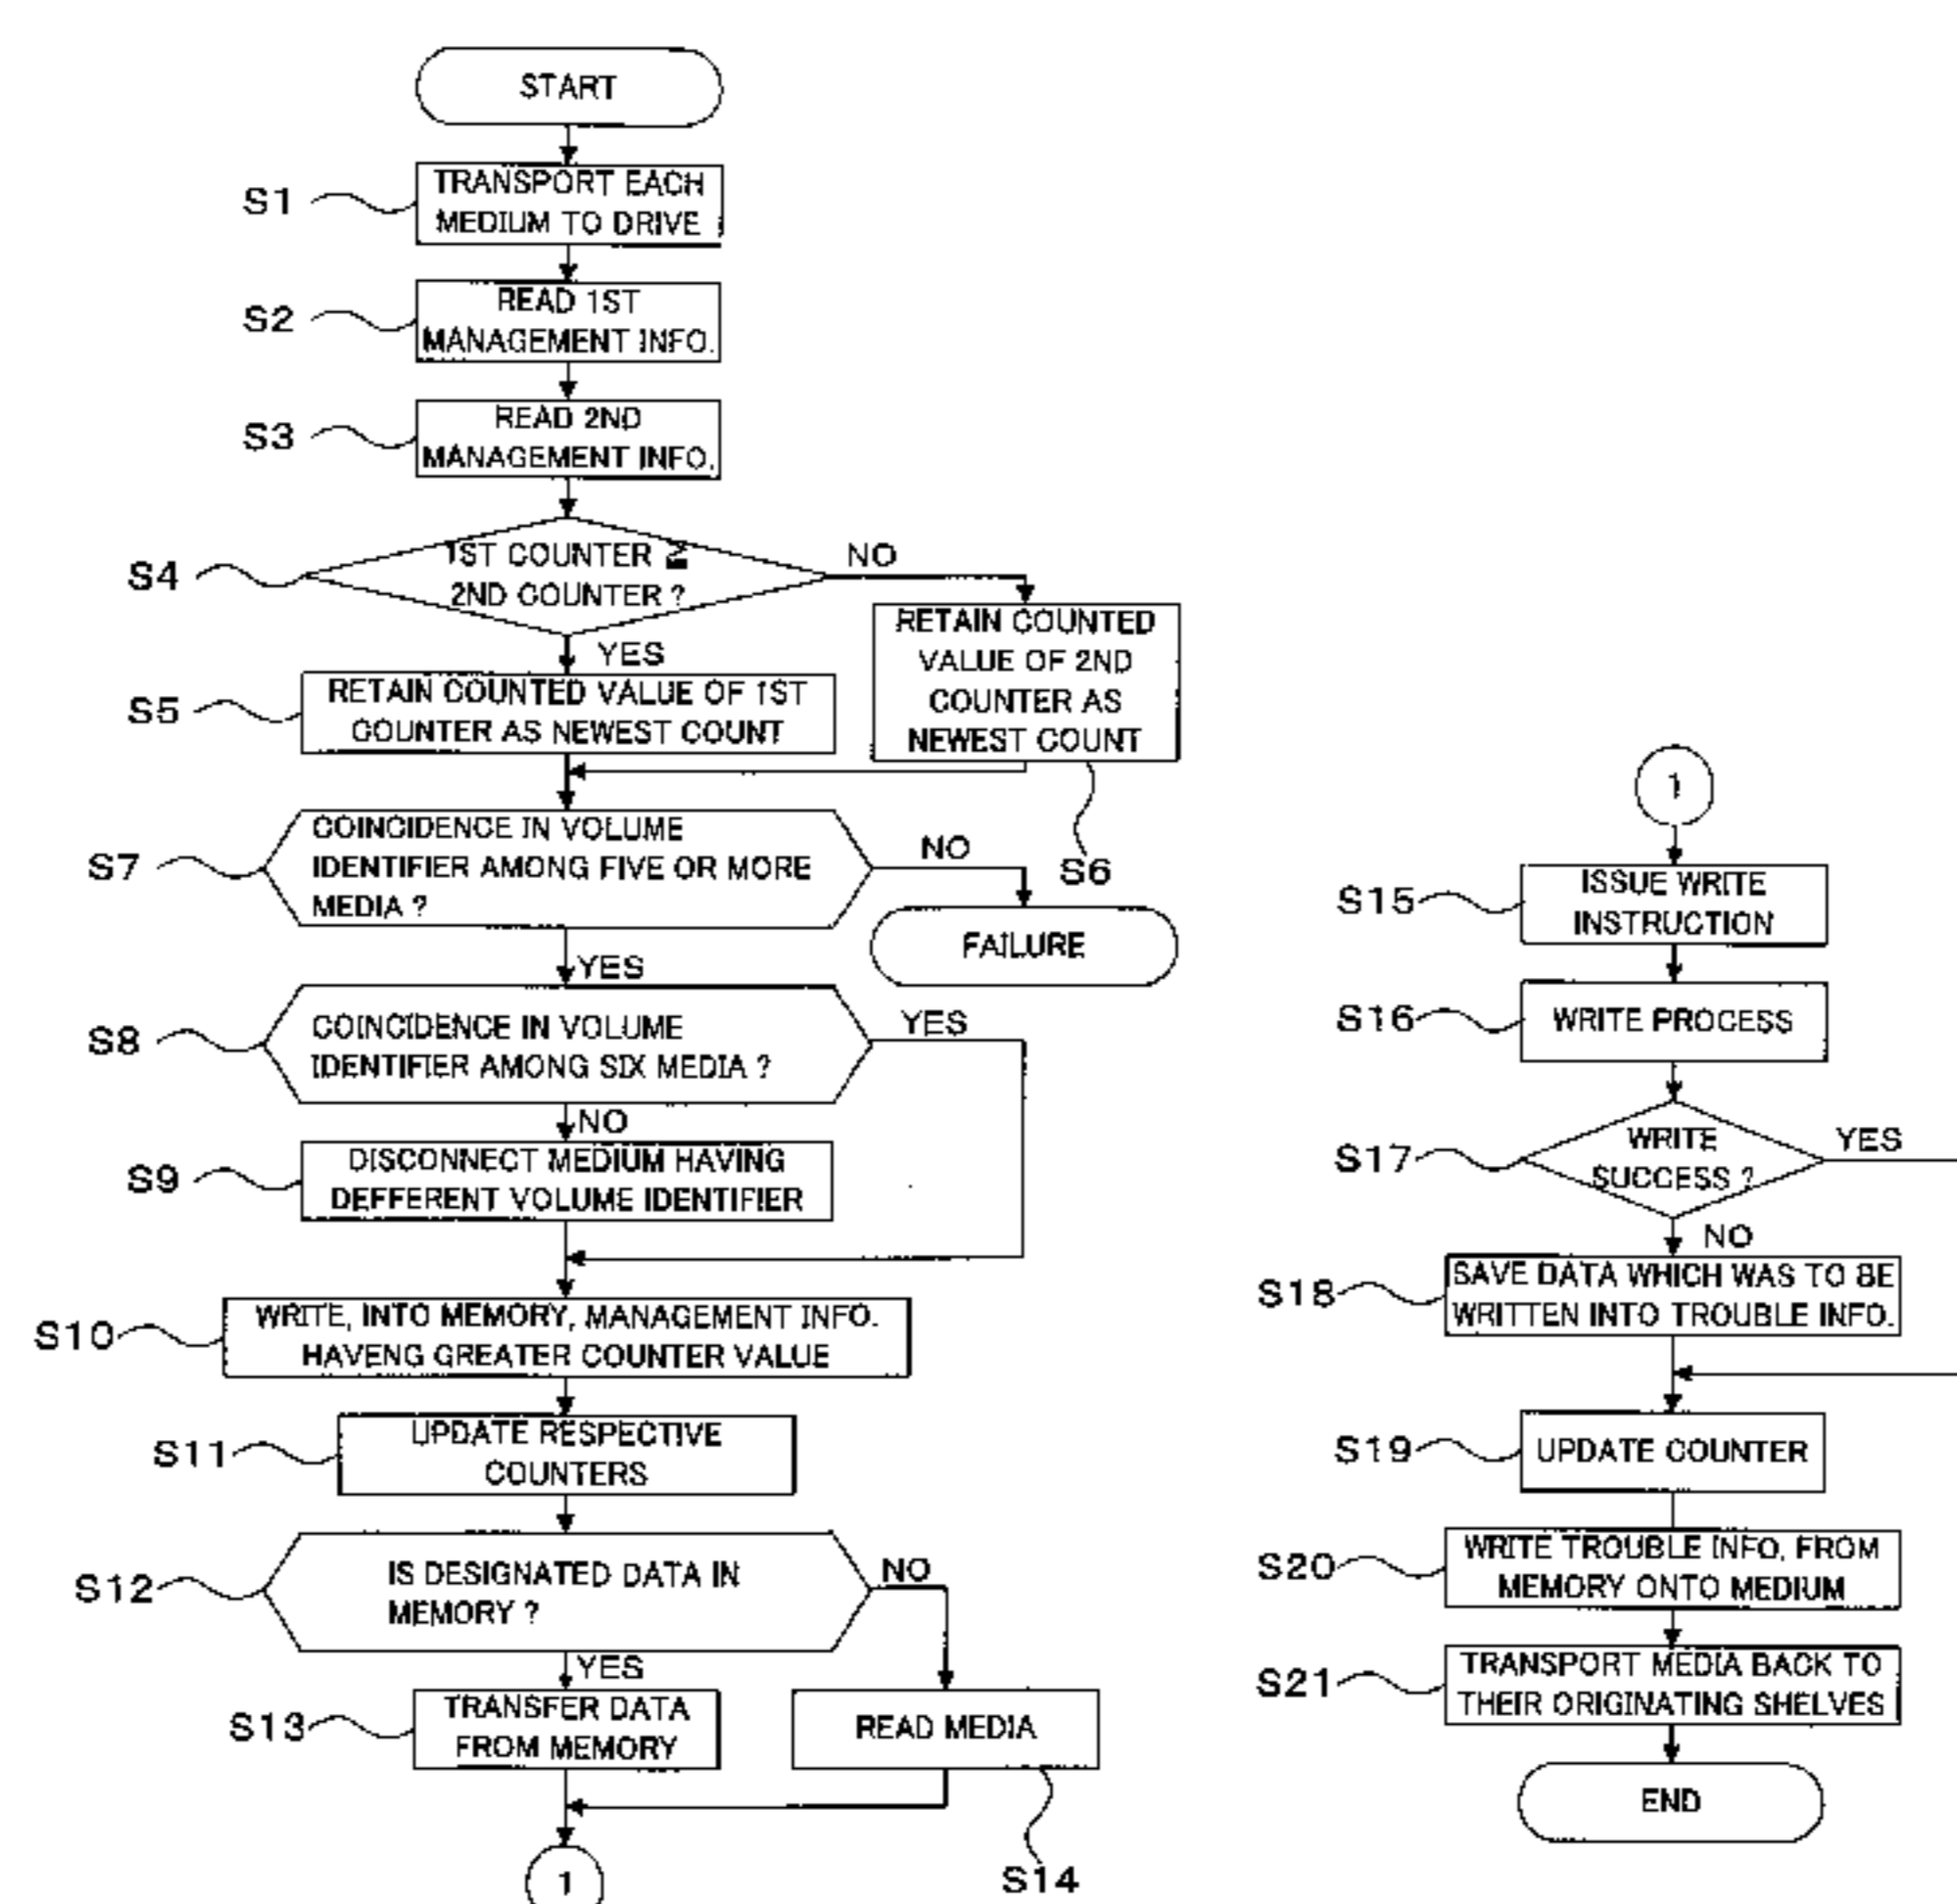 START
S1
TRANSPORT EACH
MEDIUM TO DRIVE
S2
READ 1ST
MANAGEMENT INFO.
S3
READ 2ND
MANAGEMENT INFO.
S4
1ST COUNTER ≧
2ND COUNTER ?
NO
YES
S5
RETAIN COUNTED VALUE OF 1ST
COUNTER AS NEWEST COUNT
RETAIN COUNTED
VALUE OF 2ND
COUNTER AS
NEWEST COUNT
S6
S7
COINCIDENCE IN VOLUME
IDENTIFIER AMONG FIVE OR MORE
MEDIA ?
NO
FAILURE
YES
S8
COINCIDENCE IN VOLUME
IDENTIFIER AMONG SIX MEDIA ?
YES
NO
S9
DISCONNECT MEDIUM HAVING
DEFFERENT VOLUME IDENTIFIER
S10
WRITE, INTO MEMORY, MANAGEMENT INFO.
HAVENG GREATER COUNTER VALUE
S11
UPDATE RESPECTIVE
COUNTERS
S12
IS DESIGNATED DATA IN
MEMORY ?
NO
YES
S13
TRANSFER DATA
FROM MEMORY
READ MEDIA
S14
1
1
S15
ISSUE WRITE
INSTRUCTION
S16
WRITE PROCESS
S17
WRITE
SUCCESS ?
YES
NO
S18
SAVE DATA WHICH WAS TO BE
WRITTEN INTO TROUBLE INFO.
S19
UPDATE COUNTER
S20
WRITE TROUBLE INFO. FROM
MEMORY ONTO MEDIUM
S21
TRANSPORT MEDIA BACK TO
THEIR ORIGINATING SHELVES
END